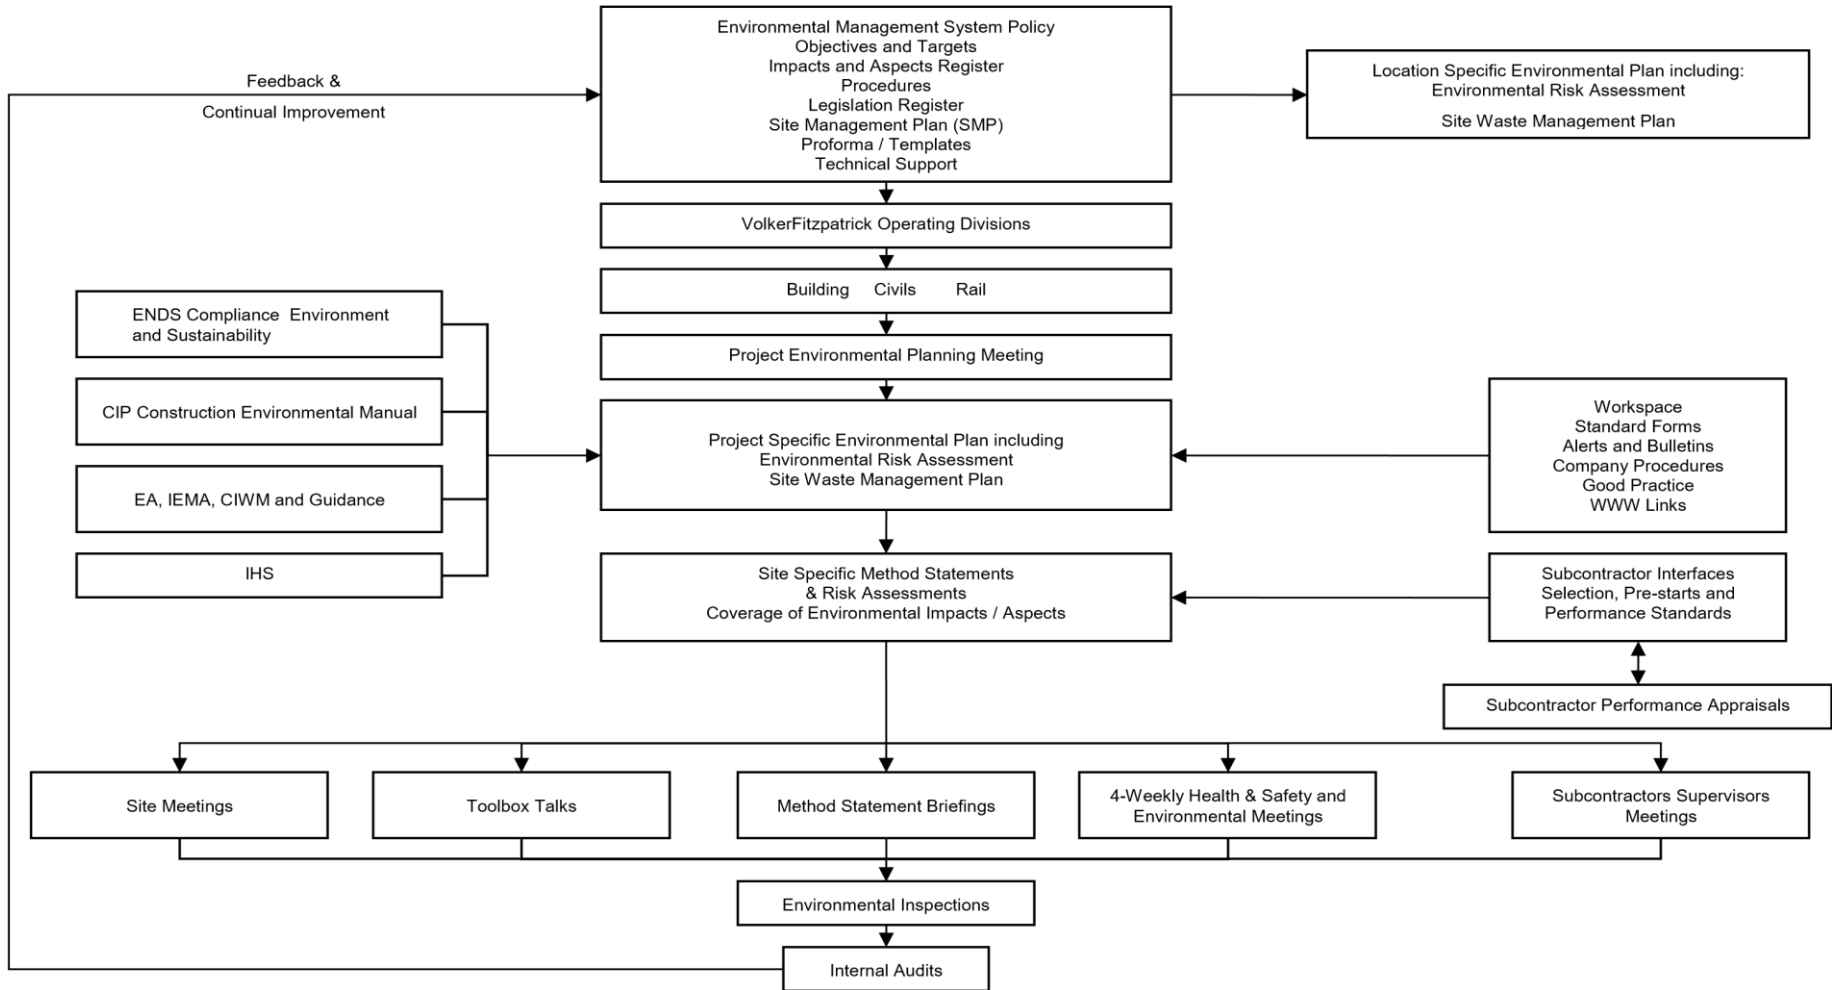 Environmental Management System Policy
Objectives and Targets
Impacts and Aspects Register
Procedures
Legislation Register
Site Management Plan (SMP)
Proforma / Templates
Technical Support
Feedback &
Continual Improvement
Location Specific Environmental Plan including:
Environmental Risk Assessment
Site Waste Management Plan
VolkerFitzpatrick Operating Divisions
Building Civils Rail
Project Environmental Planning Meeting
ENDS Compliance Environment
and Sustainability
CIP Construction Environmental Manual
EA, IEMA, CIWM and Guidance
IHS
Project Specific Environmental Plan including
Environmental Risk Assessment
Site Waste Management Plan
Workspace
Standard Forms
Alerts and Bulletins
Company Procedures
Good Practice
WWW Links
Site Specific Method Statements
& Risk Assessments
Coverage of Environmental Impacts / Aspects
Subcontractor Interfaces
Selection, Pre-starts and
Performance Standards
Subcontractor Performance Appraisals
Site Meetings
Toolbox Talks
Method Statement Briefings
4-Weekly Health & Safety and
Environmental Meetings
Subcontractors Supervisors
Meetings
Environmental Inspections
Internal Audits